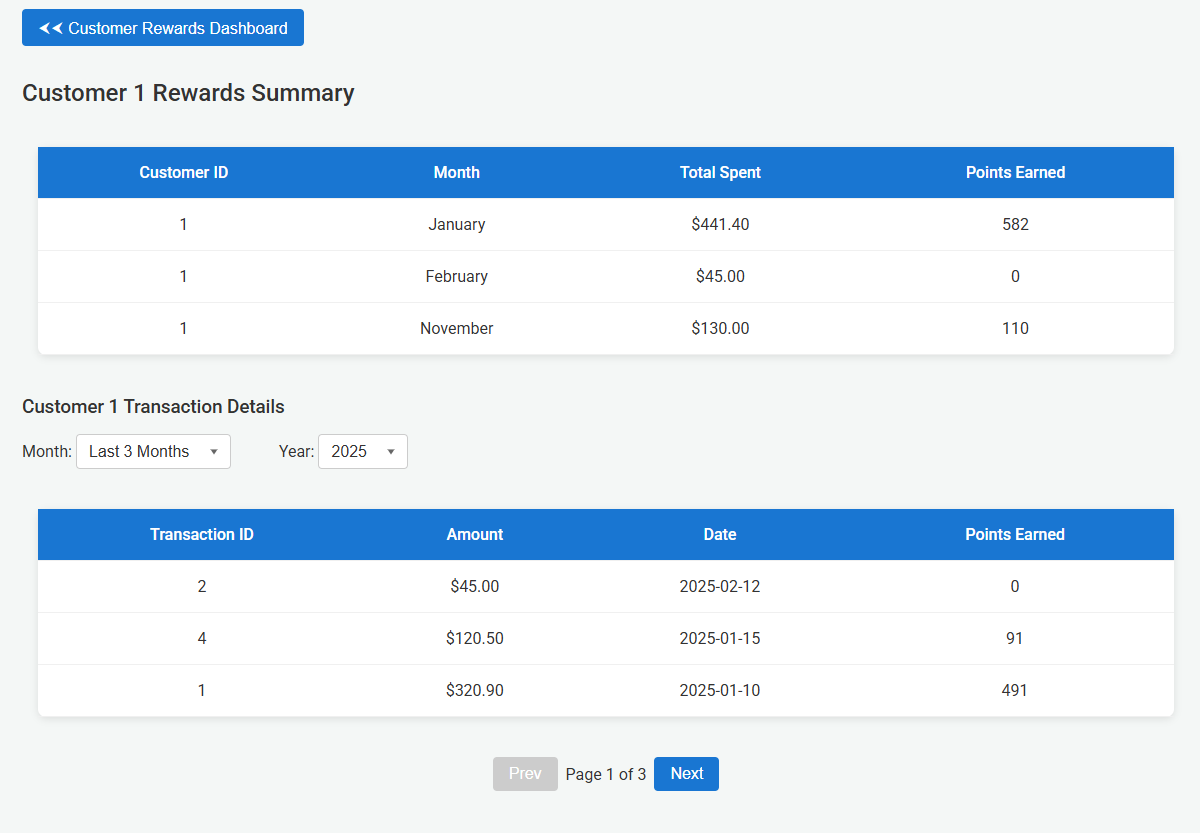 Customer Rewards Dashboard
Customer 1 Rewards Summary
Customer ID Month Total Spent Points Earned
1 January $441.40 582
1 February $45.00 0
1 November $130.00 110
Customer 1 Transaction Details
Month: Last 3 Months Year: 2025
Transaction ID Amount Date Points Earned
2 $45.00 2025-02-12 0
4 $120.50 2025-01-15 91
1 $320.90 2025-01-10 491
Prev Page 1 of 3 Next